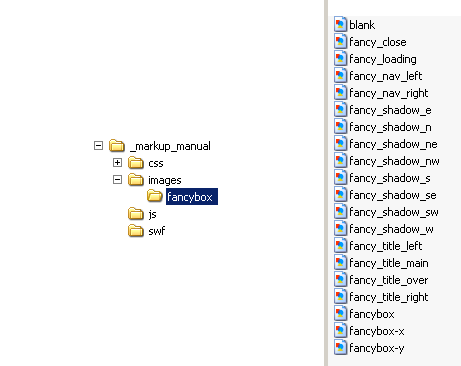 _markup_manual
css
images
fancybox
js
swf
blank
fancy_close
fancy_loading
fancy_nav_left
fancy_nav_right
fancy_shadow_e
fancy_shadow_n
fancy_shadow_ne
fancy_shadow_nw
fancy_shadow_s
fancy_shadow_se
fancy_shadow_sw
fancy_shadow_w
fancy_title_left
fancy_title_main
fancy_title_over
fancy_title_right
fancybox
fancybox-x
fancybox-y